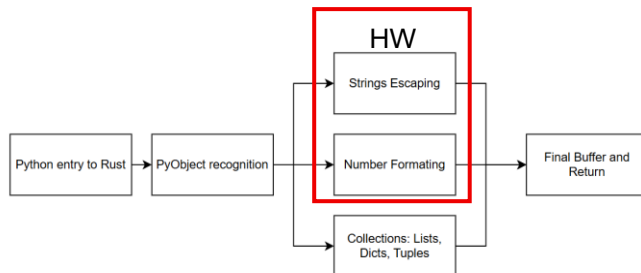 HW
Strings Escaping
Python entry to Rust
PyObject recognition
Number Formating
Final Buffer and
Return
Collections: Lists,
Dicts, Tuples